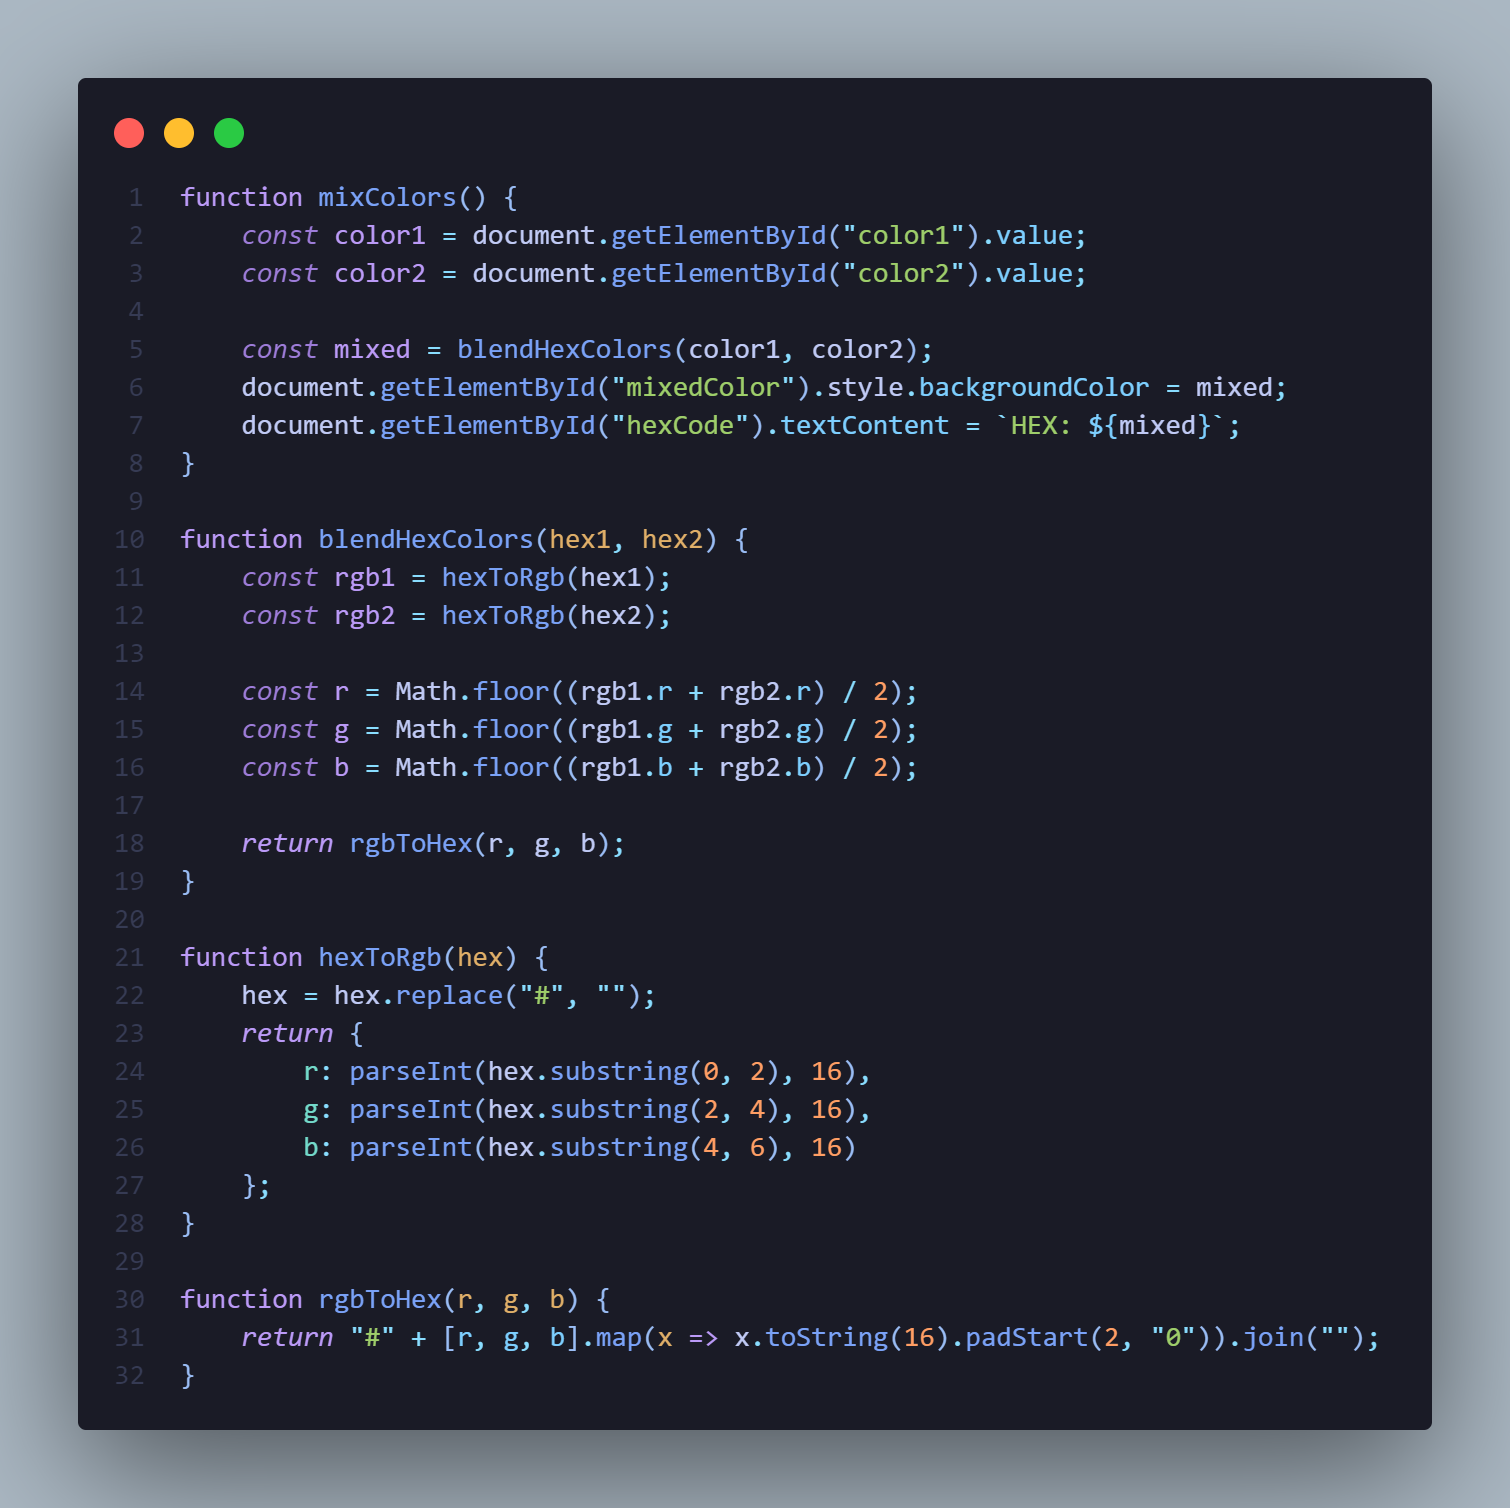 1 function mixColors() {
2     const color1 = document.getElementById("color1").value;
3     const color2 = document.getElementById("color2").value;
4
5     const mixed = blendHexColors(color1, color2);
6     document.getElementById("mixedColor").style.backgroundColor = mixed;
7     document.getElementById("hexCode").textContent = `HEX: ${mixed}`;
8 }
9
10 function blendHexColors(hex1, hex2) {
11     const rgb1 = hexToRgb(hex1);
12     const rgb2 = hexToRgb(hex2);
13
14     const r = Math.floor((rgb1.r + rgb2.r) / 2);
15     const g = Math.floor((rgb1.g + rgb2.g) / 2);
16     const b = Math.floor((rgb1.b + rgb2.b) / 2);
17
18     return rgbToHex(r, g, b);
19 }
20
21 function hexToRgb(hex) {
22     hex = hex.replace("#", "");
23     return {
24         r: parseInt(hex.substring(0, 2), 16),
25         g: parseInt(hex.substring(2, 4), 16),
26         b: parseInt(hex.substring(4, 6), 16)
27     };
28 }
29
30 function rgbToHex(r, g, b) {
31     return "#" + [r, g, b].map(x => x.toString(16).padStart(2, "0")).join("");
32 }